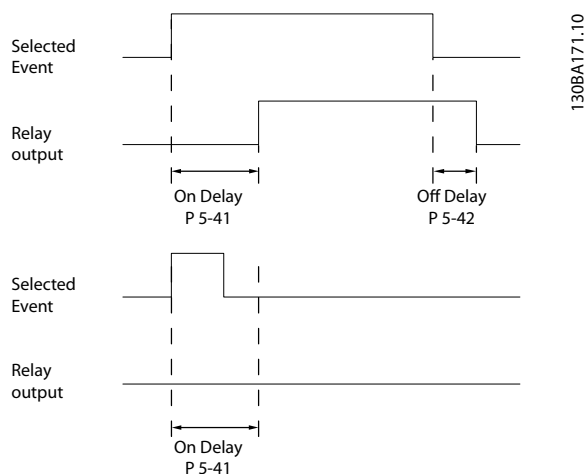 Selected
Event
130BA171.10
Relay
output
On Delay
P 5-41
Off Delay
P 5-42
Selected
Event
Relay
output
On Delay
P 5-41